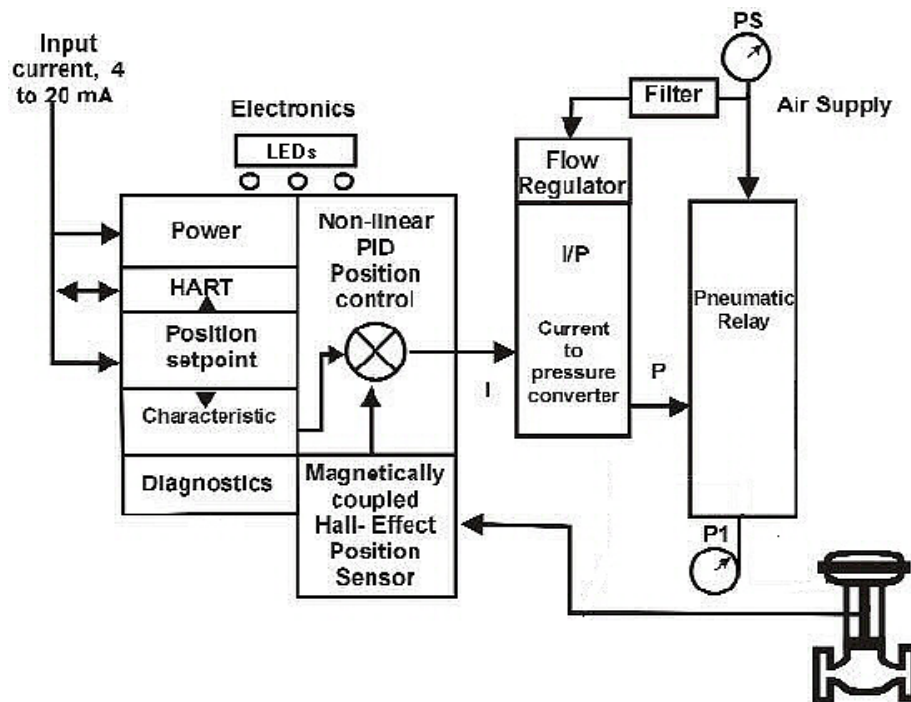 Input
current, 4
to 20 mA
Electronics
LEDs
PS
Filter
Air Supply
Flow
Regulator
Power
Non-linear
PID
Position
control
HART
I/P
Pneumatic
Relay
Position
setpoint
Current
to
pressure
converter
I
P
Characteristic
Diagnostics
Magnetically
coupled
Hall- Effect
Position
Sensor
P1